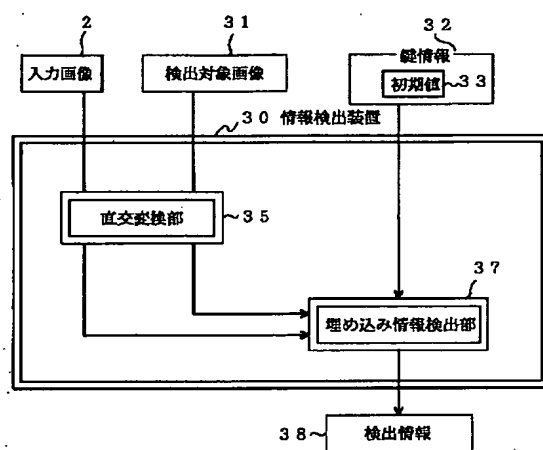 2
31
32
入力画像
検出対象画像
鍵情報
初期値
33
30 情報検出装置
直交変換部
35
37
埋め込み情報検出部
38
検出情報